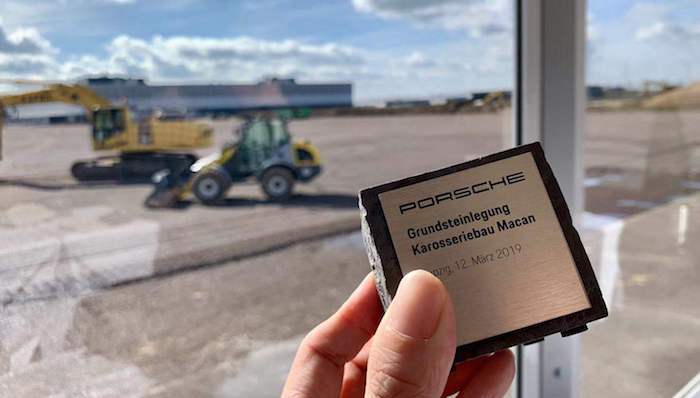 PORSCHE
Grundsteinlegung
Karosseriebau Macan
12. März 2019